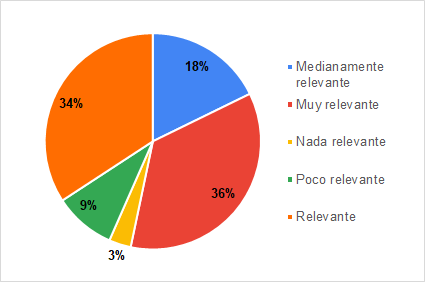 18%
36%
3%
9%
34%
Medianamente
relevante
Muy relevante
Nada relevante
Poco relevante
Relevante